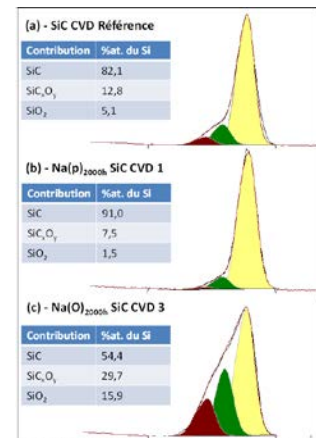 (a) - SiC CVD Référence
Contribution %at. du Si
SiC 82,1
SiCxOy 12,8
SiO2 5,1
(b) - Na(p)2000h SiC CVD 1
Contribution %at. du Si
SiC 91,0
SiCxOy 7,5
SiO2 1,5
(c) - Na(O)2000h SiC CVD 3
Contribution %at. du Si
SiC 54,4
SiCxOy 29,7
SiO2 15,9